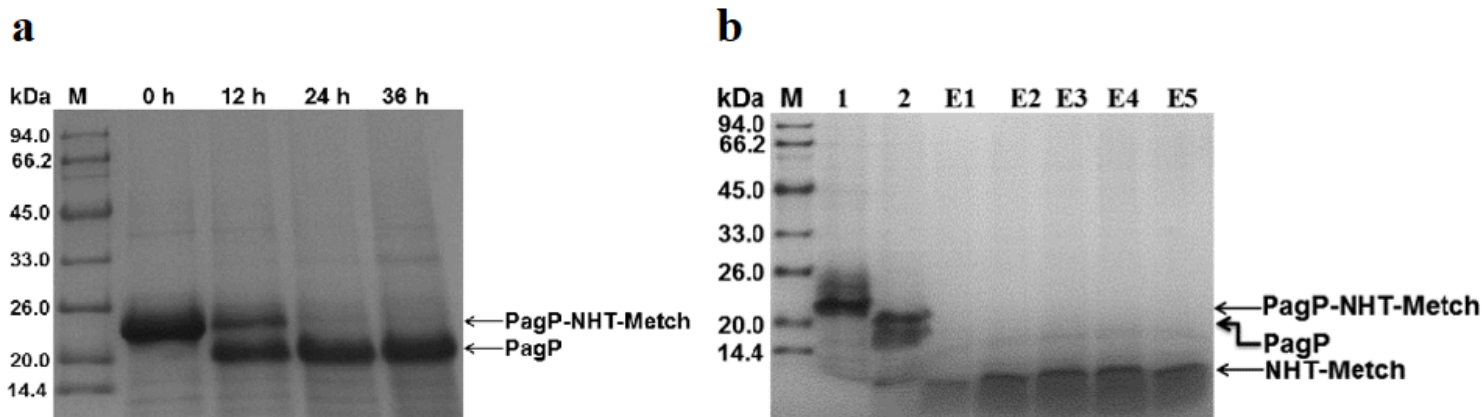 a
kDa M 0 h 12 h 24 h 36 h
94.0
66.2
45.0
33.0
26.0
20.0
14.4
PagP-NHT-Metch
PagP
b
kDa M 1 2 E1 E2 E3 E4 E5
94.0
66.2
45.0
33.0
26.0
20.0
14.4
PagP-NHT-Metch
PagP
NHT-Metch